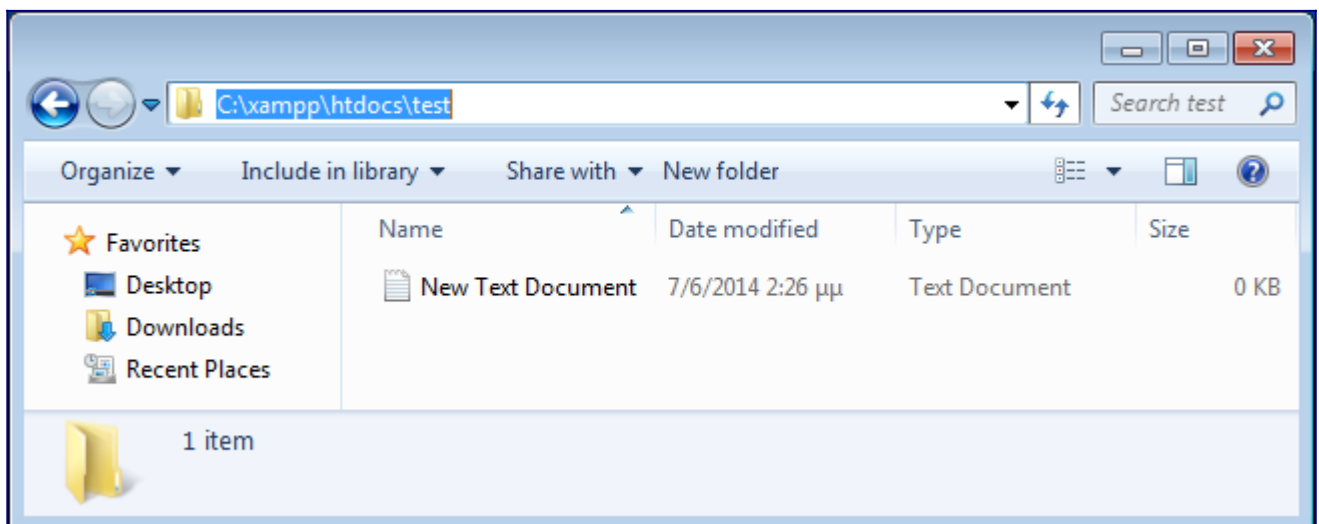 C:\xampp\htdocs\test
Search test
Organize Include in library Share with New folder
Favorites
Desktop
Downloads
Recent Places
Name Date modified Type Size
New Text Document 7/6/2014 2:26 μμ Text Document 0 KB
1 item